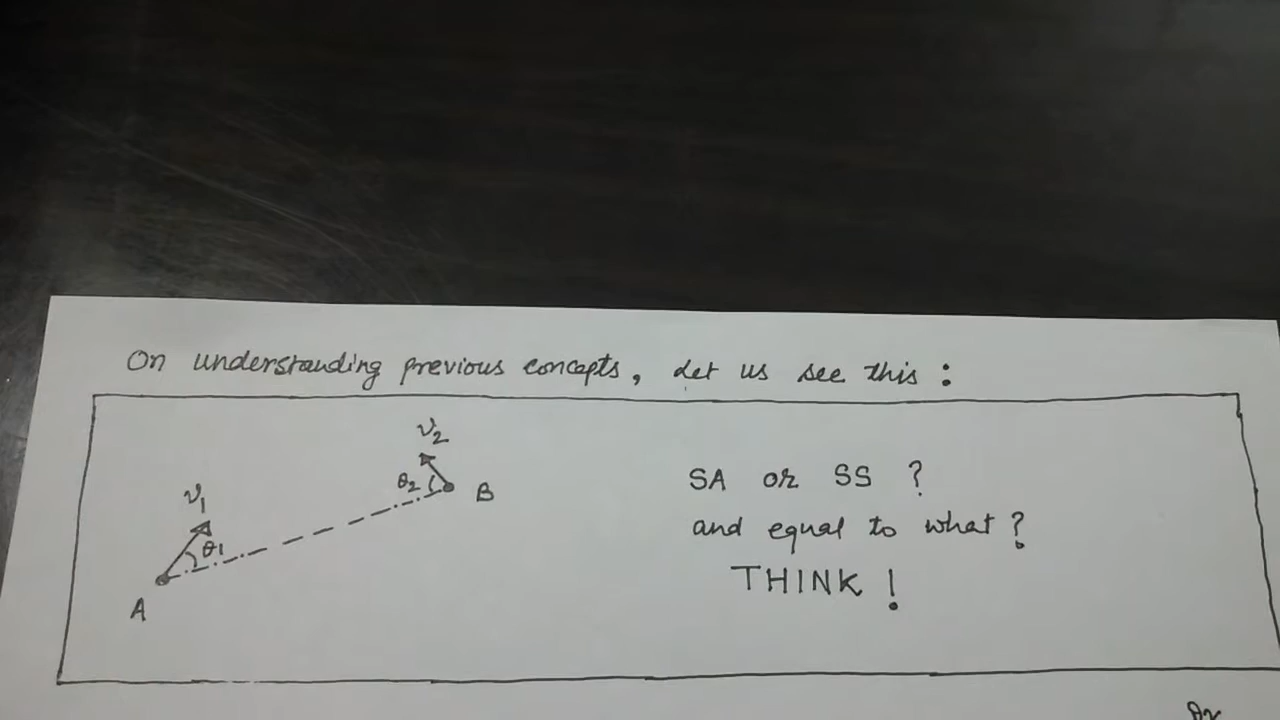 On understanding previous concepts, Let us see this :
v2
θ2
B
v1
θ1
A
SA or SS ?
and equal to what ?
THINK !